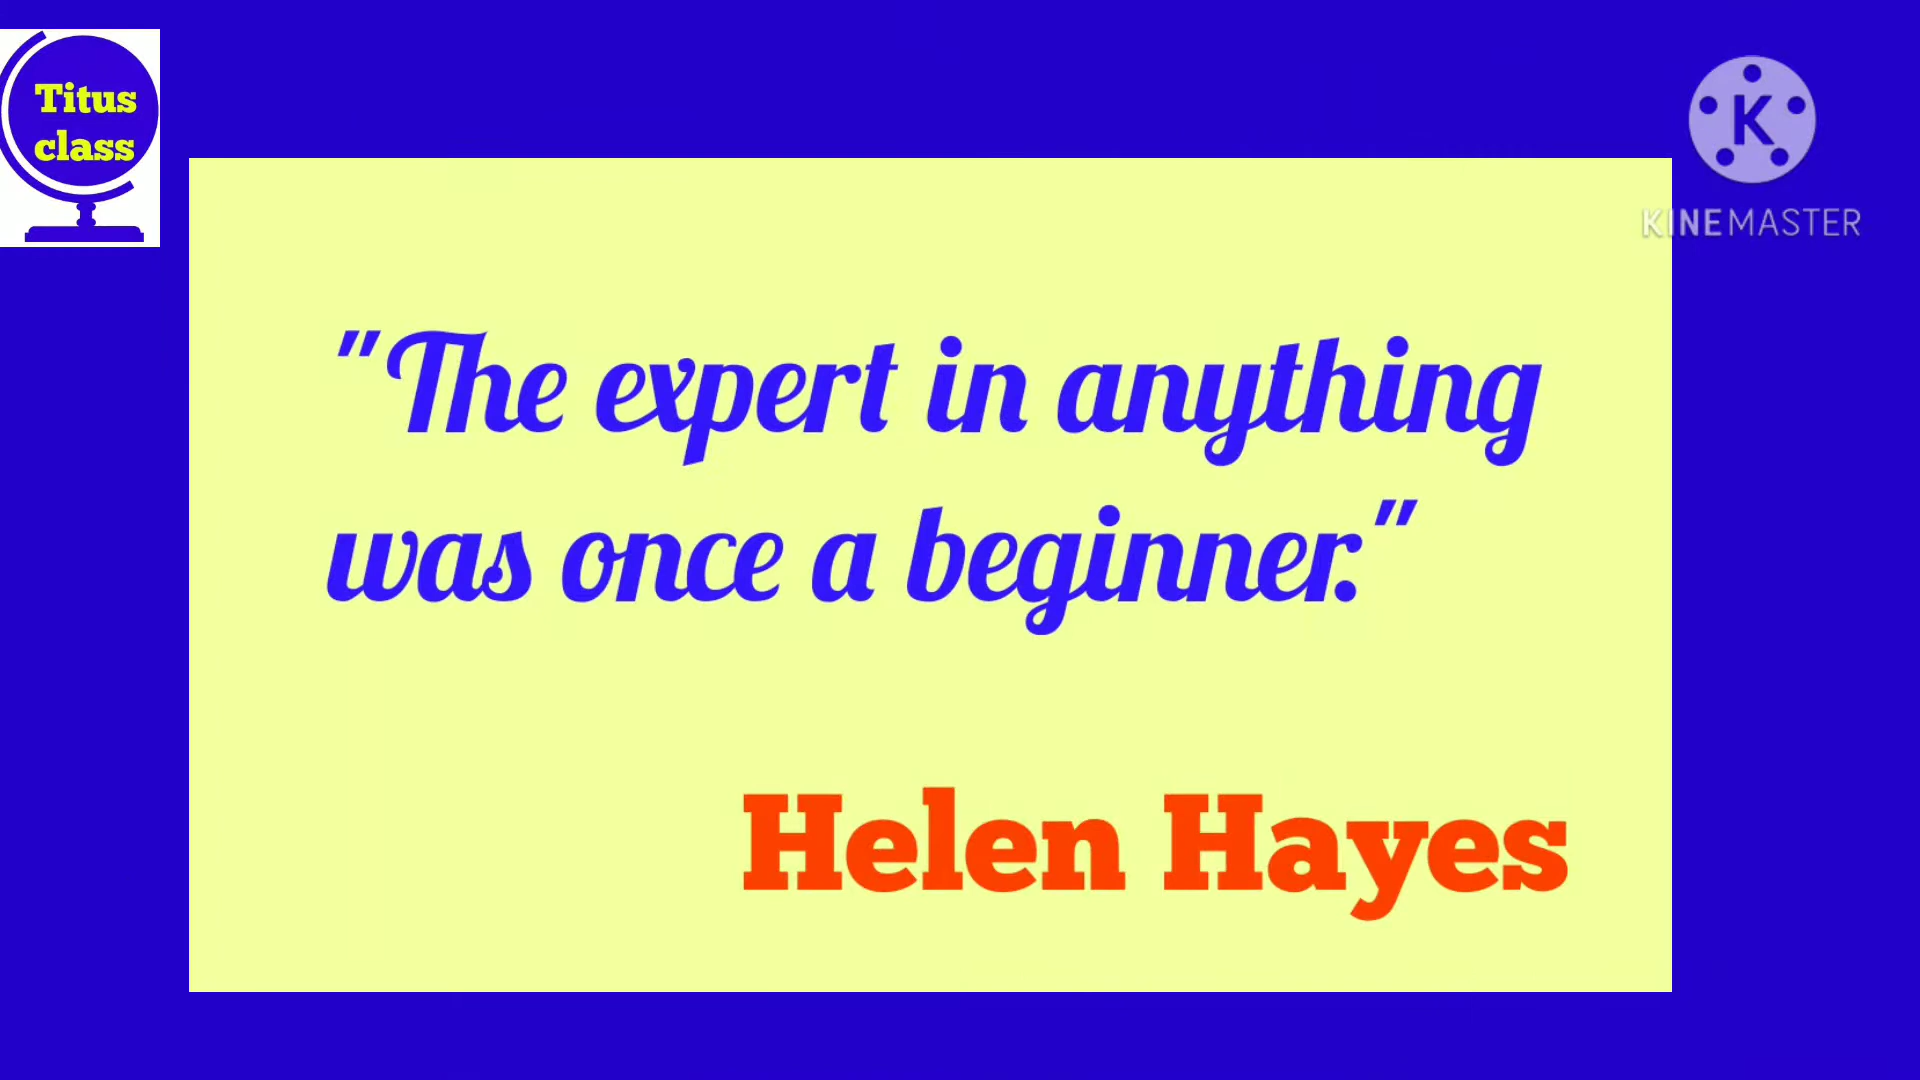 Titus
class
K
KINEMASTER
"The expert in anything
was once a beginner."
Helen Hayes